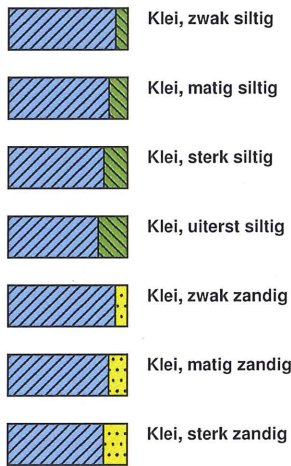 Klei, zwak siltig
Klei, matig siltig
Klei, sterk siltig
Klei, uiterst siltig
Klei, zwak zandig
Klei, matig zandig
Klei, sterk zandig